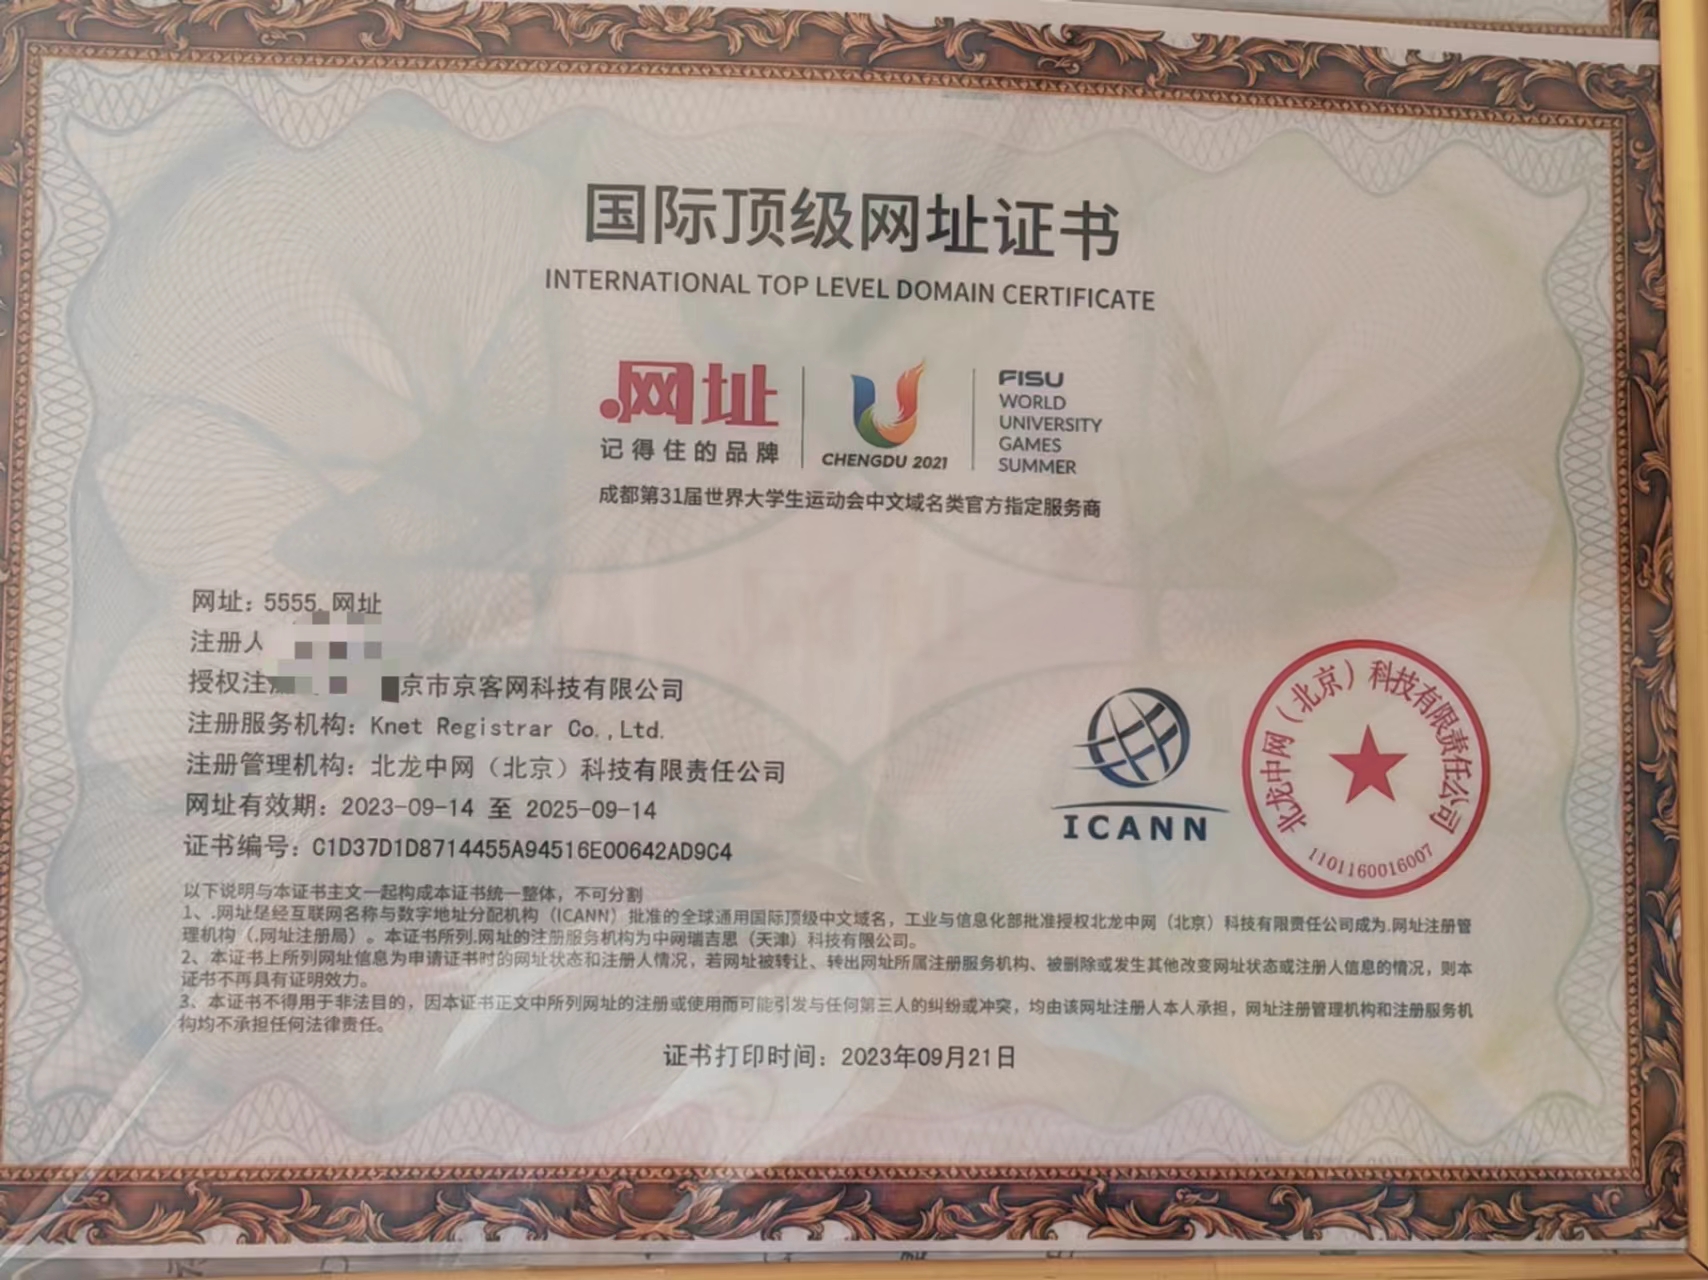 国际顶级网址证书
INTERNATIONAL TOP LEVEL DOMAIN CERTIFICATE
.网址
记得住的品牌
CHENGDU 2021
FISU
WORLD
UNIVERSITY
GAMES
SUMMER
成都第31届世界大学生运动会中文域名类官方指定服务商
网址：5555.网址
注册人
授权注 京市京客网科技有限公司
注册服务机构：Knet Registrar Co.,Ltd.
注册管理机构：北龙中网（北京）科技有限责任公司
网址有效期：2023-09-14 至 2025-09-14
证书编号：C1D37D1D8714455A94516E00642AD9C4
ICANN
北龙中网（北京）科技有限责任公司
1101160016007
以下说明与本证书主文一起构成本证书统一整体，不可分割
1、.网址是经互联网名称与数字地址分配机构（ICANN）批准的全球通用国际顶级中文域名，工业与信息化部批准授权北龙中网（北京）科技有限责任公司成为.网址注册管
理机构（.网址注册局）。本证书所列.网址的注册服务机构为中网瑞吉思（天津）科技有限公司。
2、本证书上所列网址信息为申请证书时的网址状态和注册人情况，若网址被转让、转出网址所属注册服务机构、被删除或发生其他改变网址状态或注册人信息的情况，则本
证书不再具有证明效力。
3、本证书不得用于非法目的，因本证书正文中所列网址的注册或使用而可能引发与任何第三人的纠纷或冲突，均由该网址注册人本人承担，网址注册管理机构和注册服务机
构均不承担任何法律责任。
证书打印时间：2023年09月21日